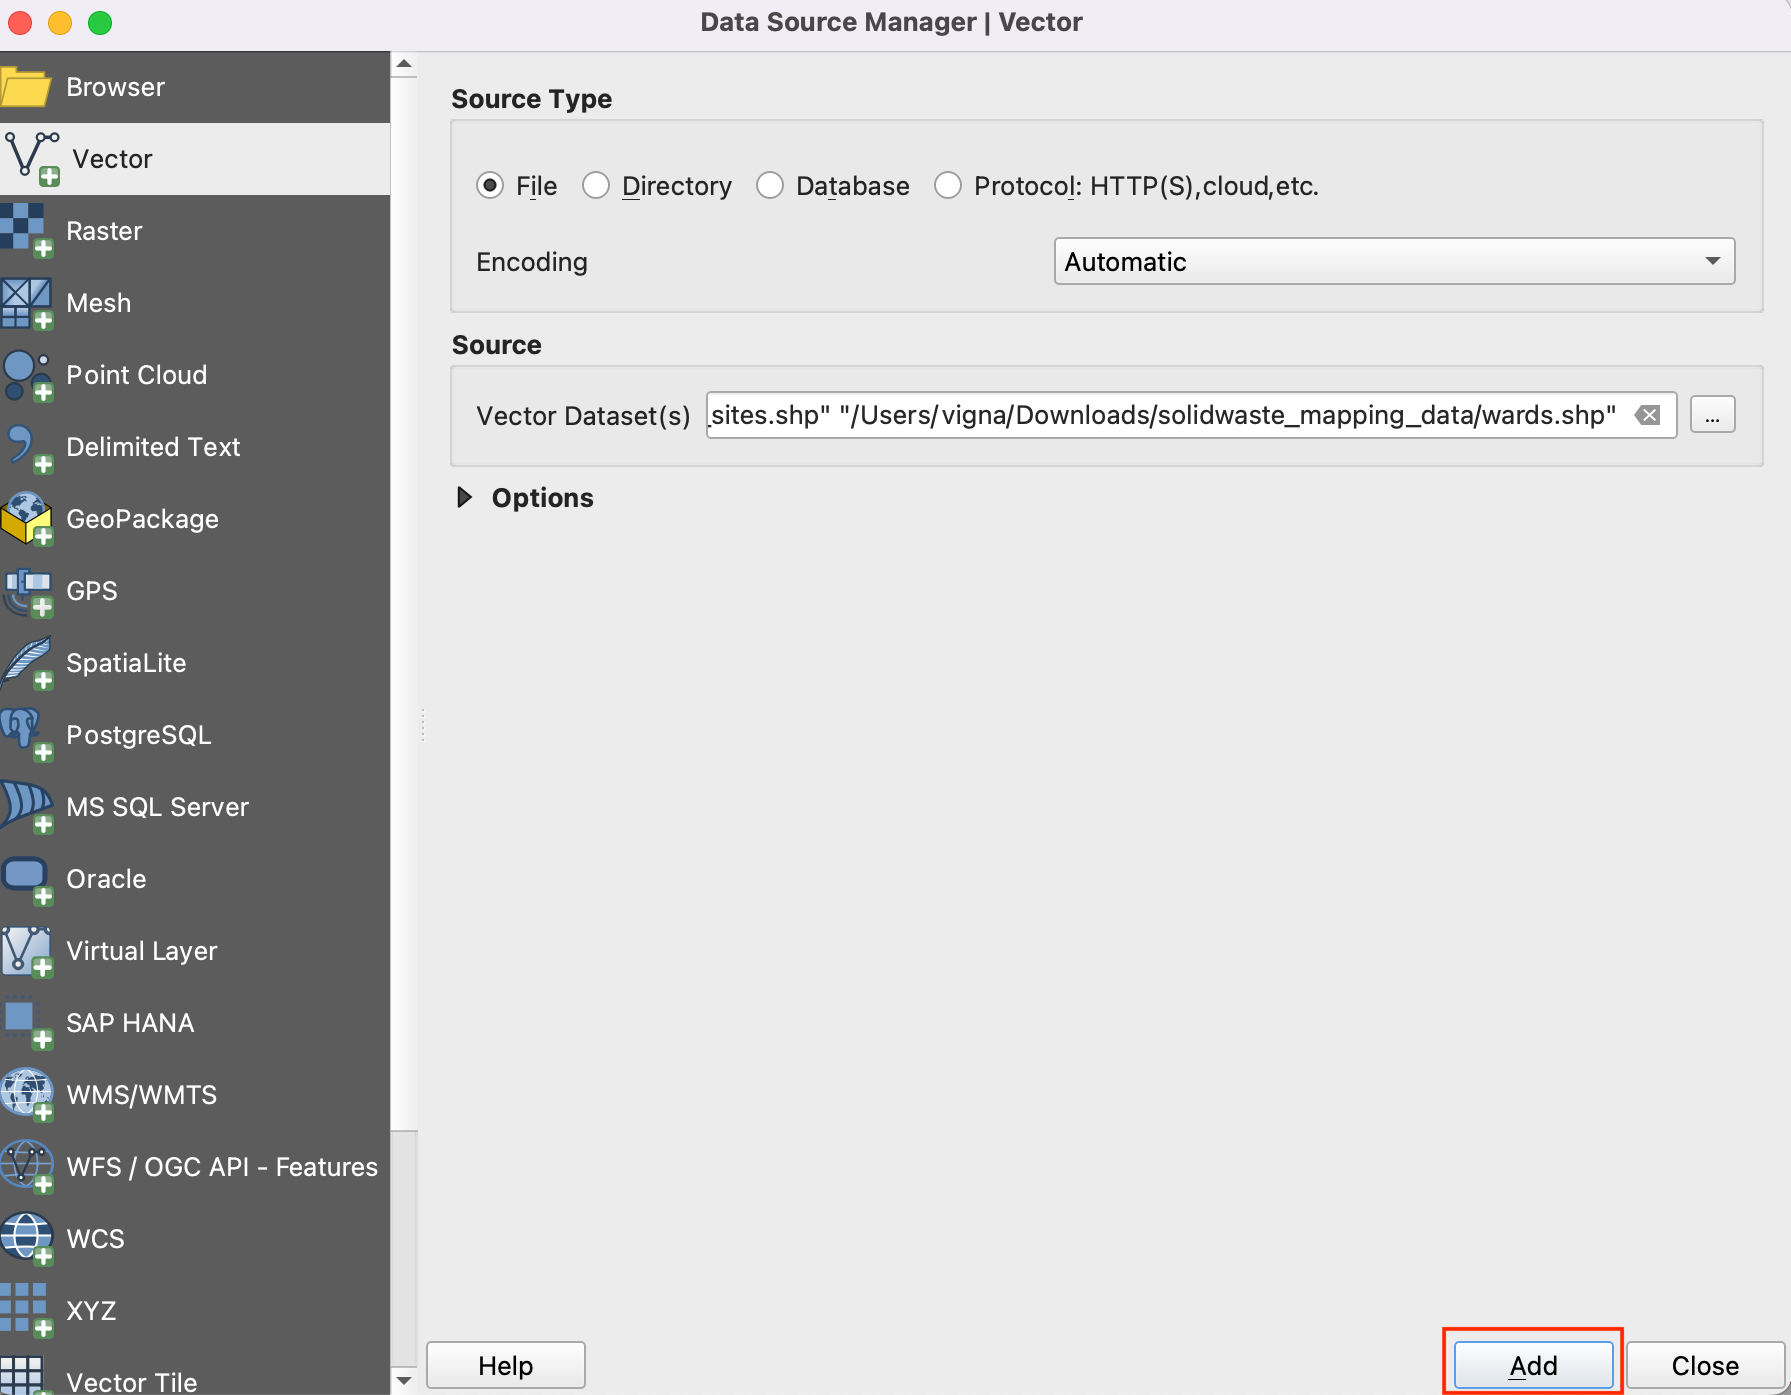 Data Source Manager | Vector
Browser
Vector
Raster
Mesh
Point Cloud
Delimited Text
GeoPackage
GPS
SpatiaLite
PostgreSQL
MS SQL Server
Oracle
Virtual Layer
SAP HANA
WMS/WMTS
WFS / OGC API - Features
WCS
XYZ
Vector Tile
Source Type
File Directory Database Protocol: HTTP(S),cloud,etc.
Encoding Automatic
Source
Vector Dataset(s) _sites.shp" "/Users/vigna/Downloads/solidwaste_mapping_data/wards.shp" ...
Options
Help Add Close